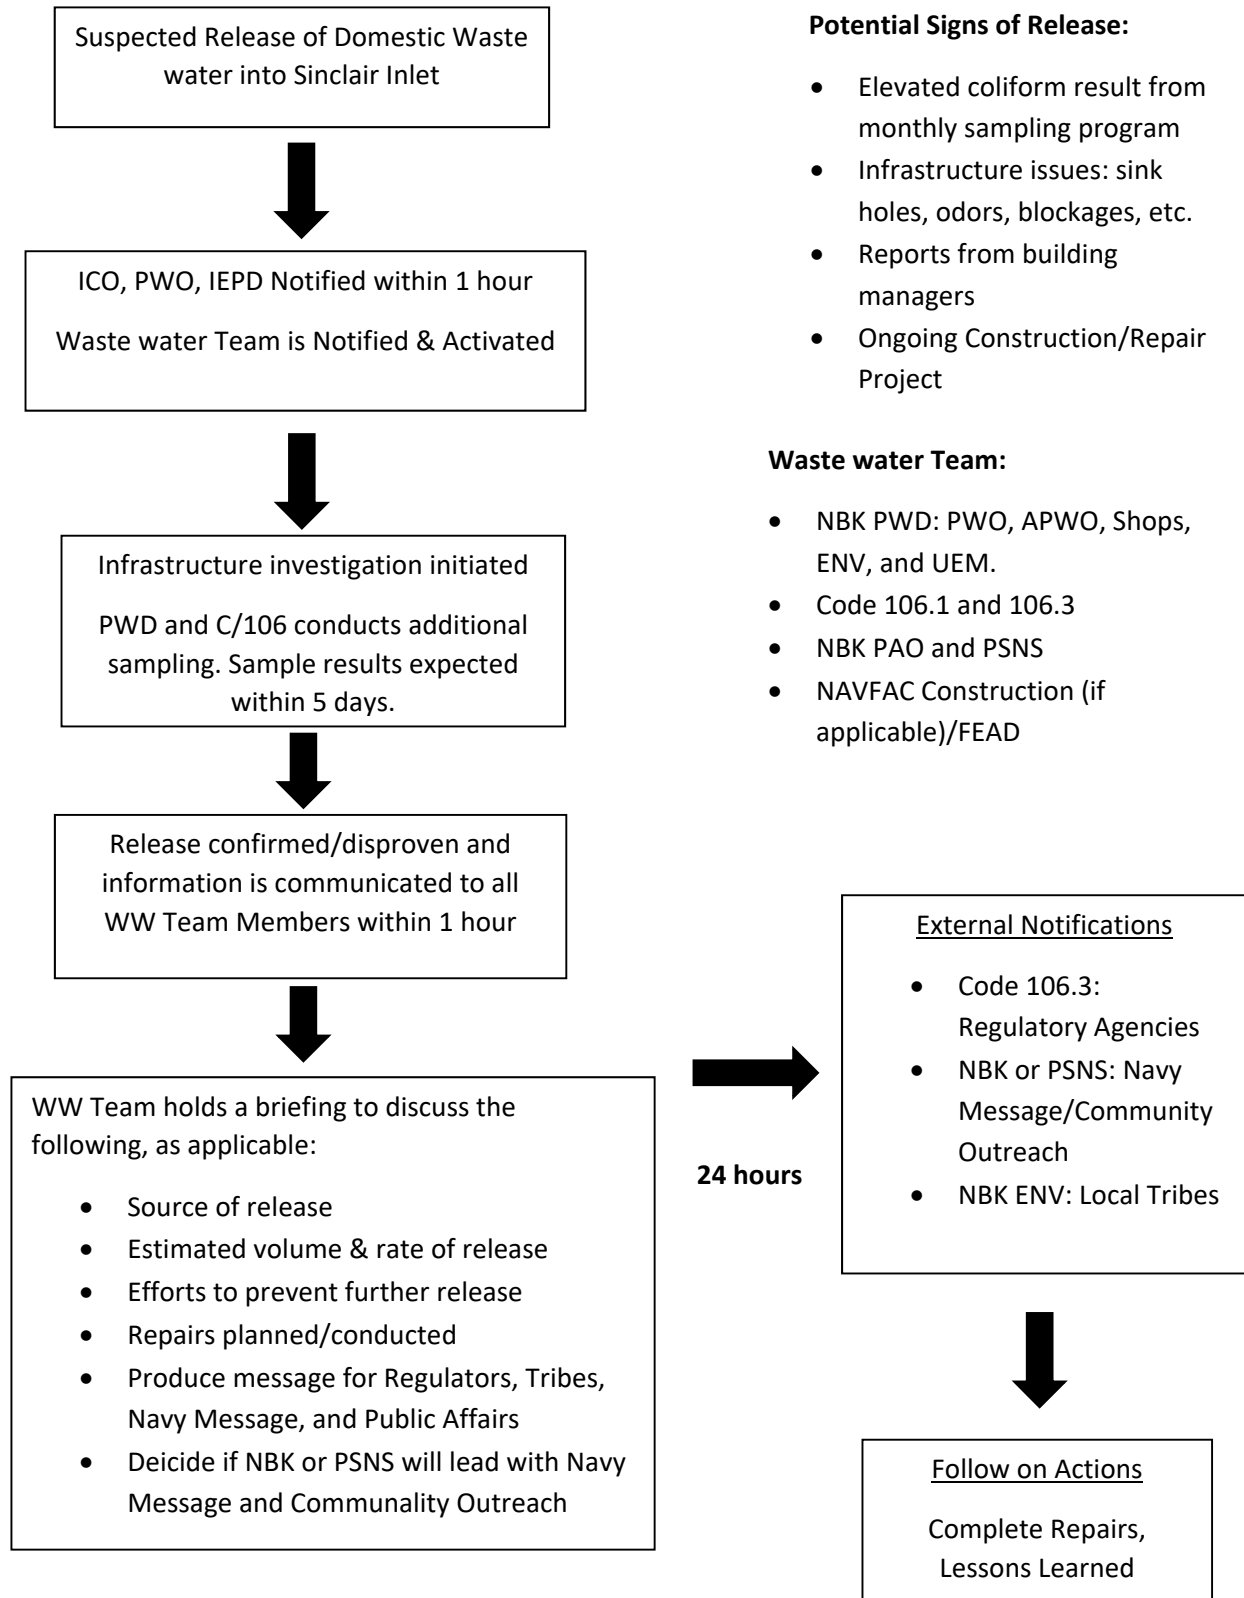 Suspected Release of Domestic Waste
water into Sinclair Inlet
ICO, PWO, IEPD Notified within 1 hour
Waste water Team is Notified & Activated
Infrastructure investigation initiated
PWD and C/106 conducts additional
sampling. Sample results expected
within 5 days.
Release confirmed/disproven and
information is communicated to all
WW Team Members within 1 hour
WW Team holds a briefing to discuss the
following, as applicable:
• Source of release
• Estimated volume & rate of release
• Efforts to prevent further release
• Repairs planned/conducted
• Produce message for Regulators, Tribes,
Navy Message, and Public Affairs
• Deicide if NBK or PSNS will lead with Navy
Message and Communality Outreach
Potential Signs of Release:
• Elevated coliform result from
monthly sampling program
• Infrastructure issues: sink
holes, odors, blockages, etc.
• Reports from building
managers
• Ongoing Construction/Repair
Project
Waste water Team:
• NBK PWD: PWO, APWO, Shops,
ENV, and UEM.
• Code 106.1 and 106.3
• NBK PAO and PSNS
• NAVFAC Construction (if
applicable)/FEAD
24 hours
External Notifications
• Code 106.3:
Regulatory Agencies
• NBK or PSNS: Navy
Message/Community
Outreach
• NBK ENV: Local Tribes
Follow on Actions
Complete Repairs,
Lessons Learned